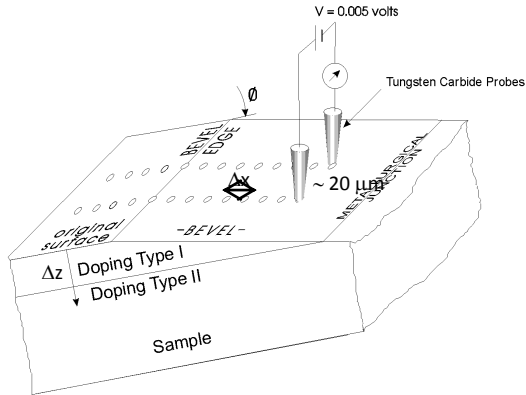 V = 0.005 volts
I
Ø
Tungsten Carbide Probes
BEVEL
EDGE
Δx
~ 20 μm
METALLURGICAL
JUNCTION
original
surface
-BEVEL-
Δz
Doping Type I
Doping Type II
Sample